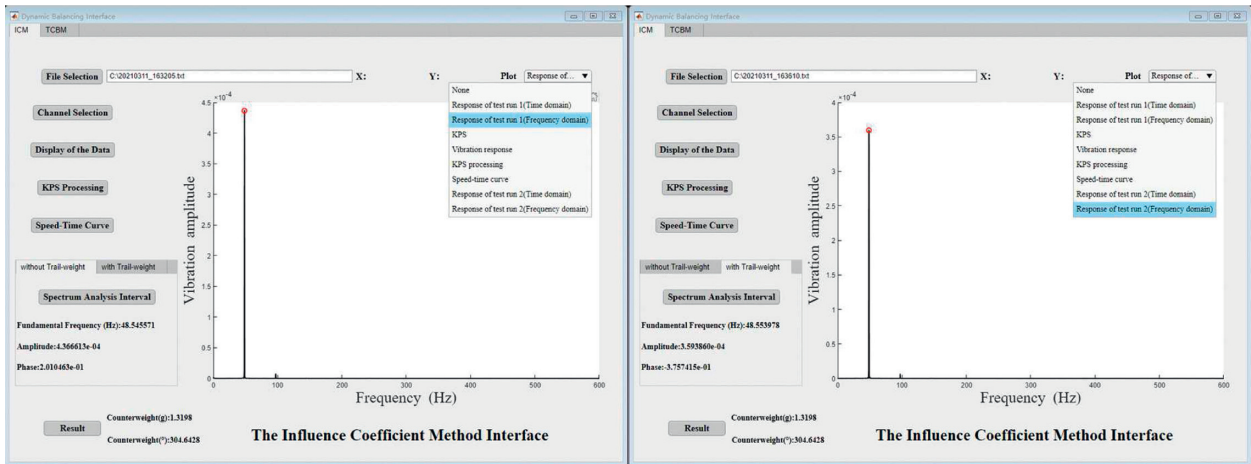 Dynamic Balancing Interface
ICM TCBM
File Selection C:\20210311_163205.txt X: Y: Plot Response of...
None
Response of test run 1(Time domain)
Response of test run 1(Frequency domain)
KPS
Vibration response
KPS processing
Speed-time curve
Response of test run 2(Time domain)
Response of test run 2(Frequency domain)
Channel Selection
Display of the Data
KPS Processing
Speed-Time Curve
without Trail-weight with Trail-weight
Spectrum Analysis Interval
Fundamental Frequency (Hz):48.545571
Amplitude:4.366613e-04
Phase:2.010463e-01
×10⁻⁴
4.5
4
3.5
3
2.5
2
1.5
1
0.5
0
Vibration amplitude
0 100 200 300 400 500 600
Frequency (Hz)
Result
Counterweight(g):1.3198
Counterweight(°):304.6428
The Influence Coefficient Method Interface
Dynamic Balancing Interface
ICM TCBM
File Selection C:\20210311_163610.txt X: Y: Plot Response of...
None
Response of test run 1(Time domain)
Response of test run 1(Frequency domain)
KPS
Vibration response
KPS processing
Speed-time curve
Response of test run 2(Time domain)
Response of test run 2(Frequency domain)
Channel Selection
Display of the Data
KPS Processing
Speed-Time Curve
without Trail-weight with Trail-weight
Spectrum Analysis Interval
Fundamental Frequency (Hz):48.553978
Amplitude:3.593860e-04
Phase:-3.757415e-01
×10⁻⁴
4
3.5
3
2.5
2
1.5
1
0.5
0
Vibration amplitude
0 100 200 300 400 500 600
Frequency (Hz)
Result
Counterweight(g):1.3198
Counterweight(°):304.6428
The Influence Coefficient Method Interface